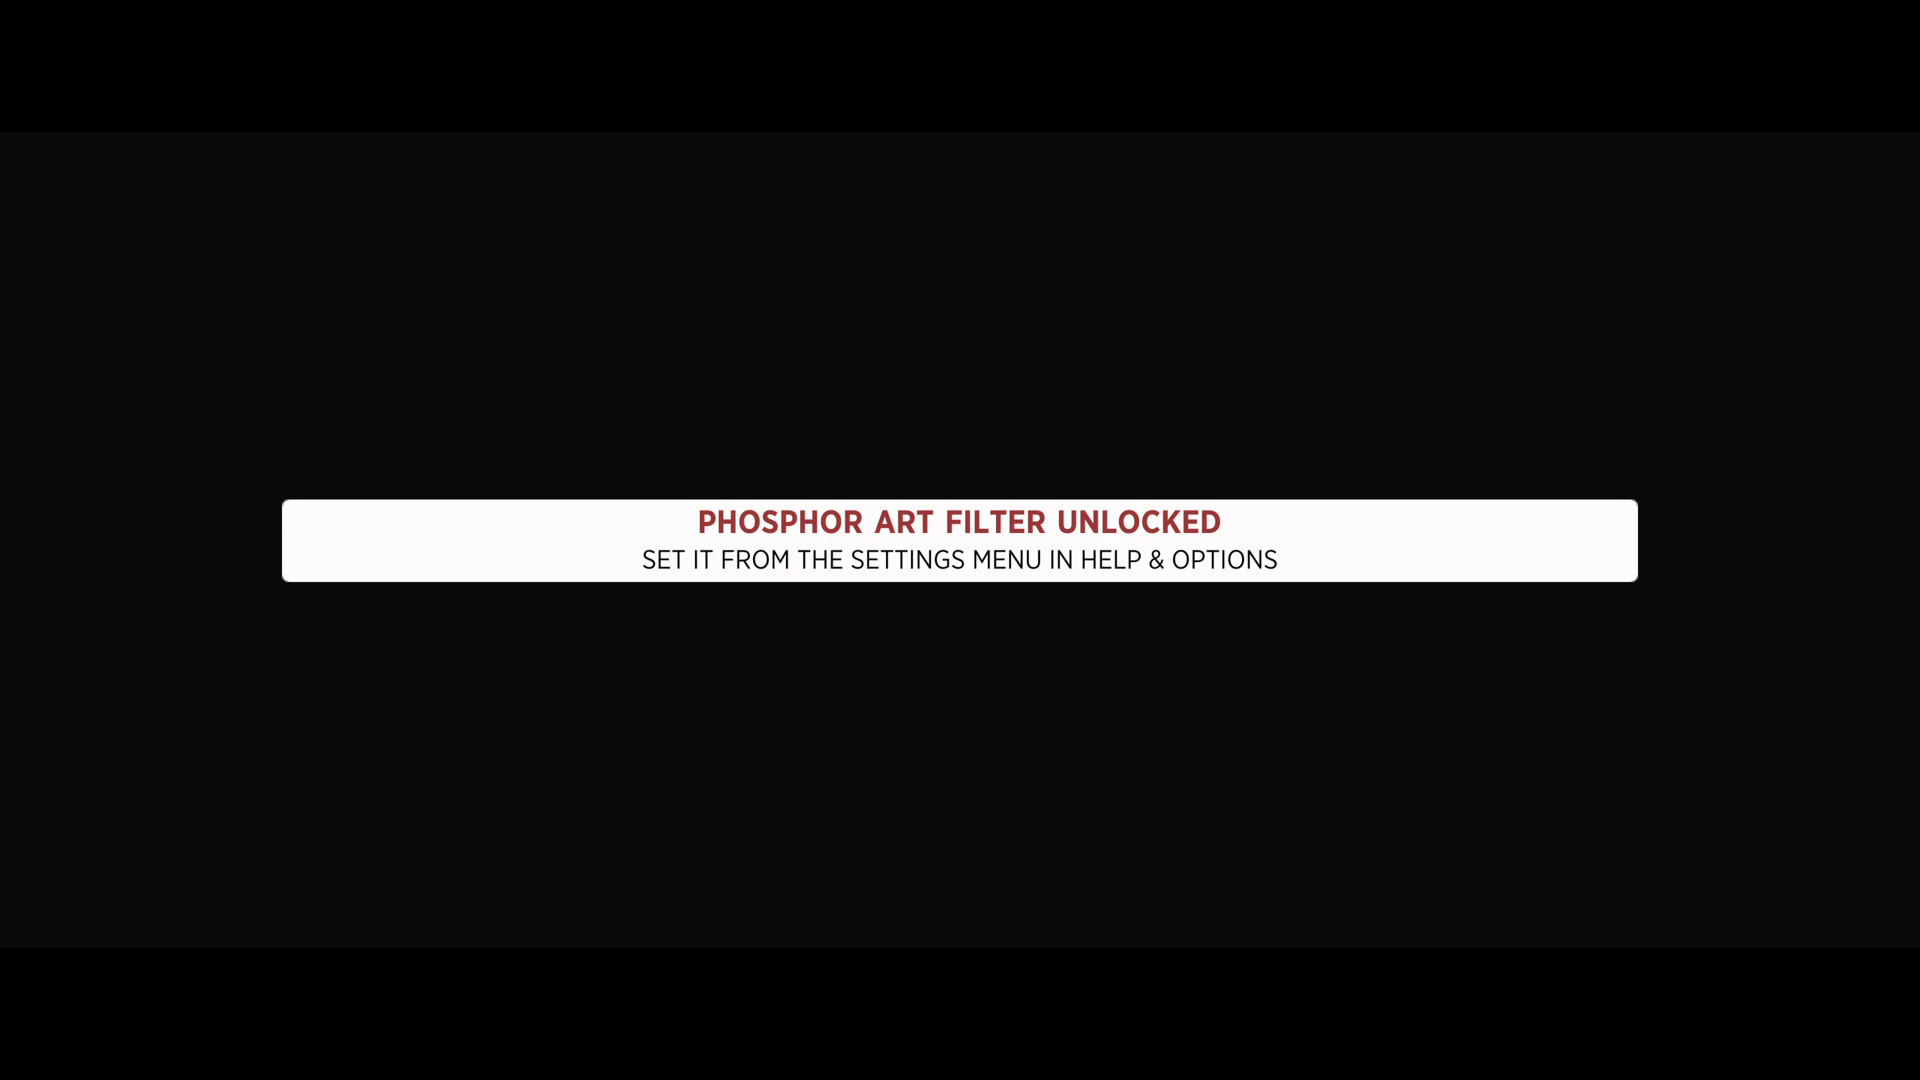 PHOSPHOR ART FILTER UNLOCKED
SET IT FROM THE SETTINGS MENU IN HELP & OPTIONS